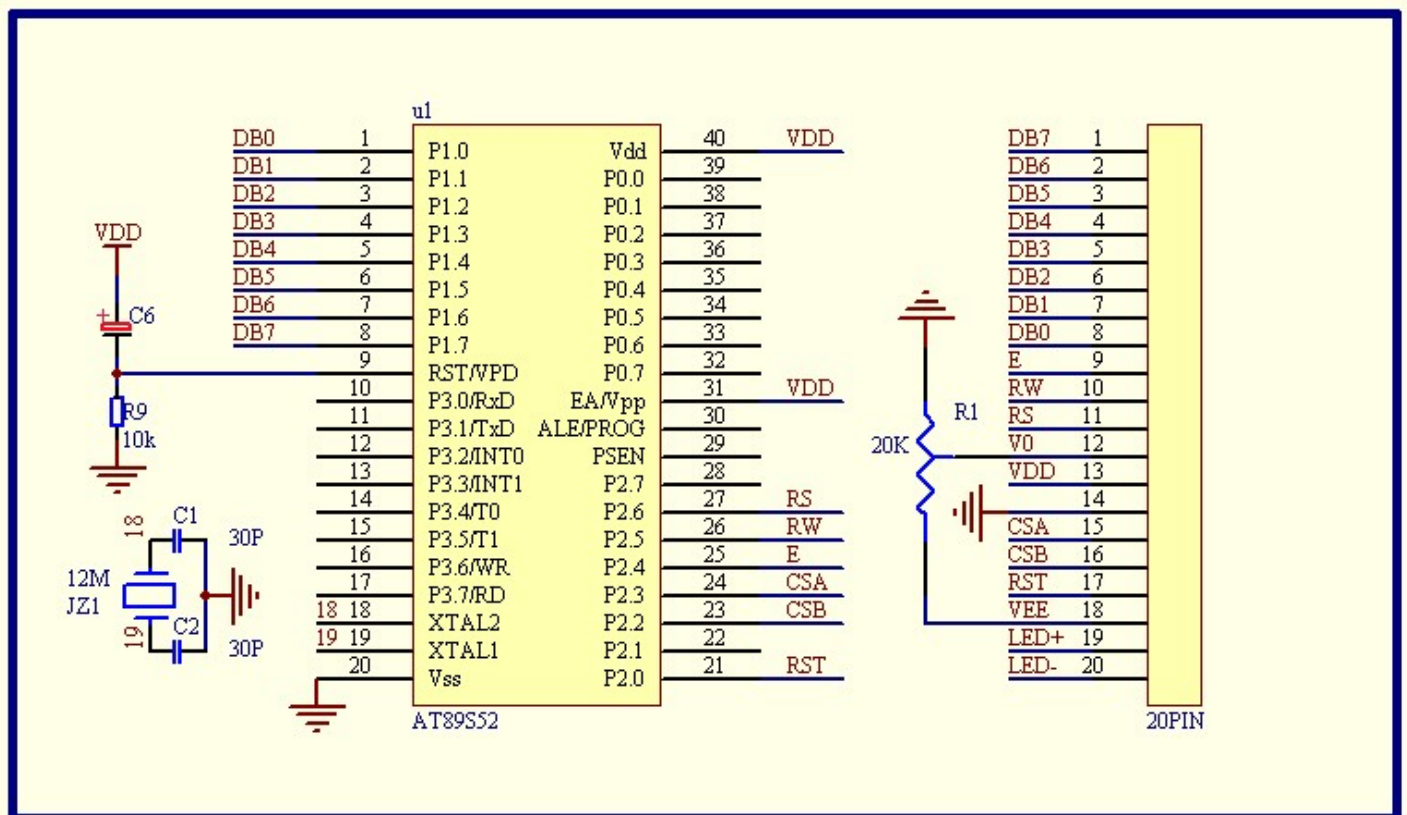 u1
DB0 1 P1.0 Vdd 40 VDD
DB1 2 P1.1 P0.0 39
DB2 3 P1.2 P0.1 38
DB3 4 P1.3 P0.2 37
DB4 5 P1.4 P0.3 36
DB5 6 P1.5 P0.4 35
DB6 7 P1.6 P0.5 34
DB7 8 P1.7 P0.6 33
9 RST/VPD P0.7 32
10 P3.0/RxD EA/Vpp 31 VDD
11 P3.1/TxD ALE/PROG 30
12 P3.2/INT0 PSEN 29
13 P3.3/INT1 P2.7 28
14 P3.4/T0 P2.6 27 RS
15 P3.5/T1 P2.5 26 RW
16 P3.6/WR P2.4 25 E
17 P3.7/RD P2.3 24 CSA
18 18 XTAL2 P2.2 23 CSB
19 19 XTAL1 P2.1 22
20 Vss P2.0 21 RST
AT89S52
VDD
+ C6
R9
10k
18 C1 30P
12M
JZ1
19 C2 30P
R1
20K
DB7 1
DB6 2
DB5 3
DB4 4
DB3 5
DB2 6
DB1 7
DB0 8
E 9
RW 10
RS 11
V0 12
VDD 13
14
CSA 15
CSB 16
RST 17
VEE 18
LED+ 19
LED- 20
20PIN